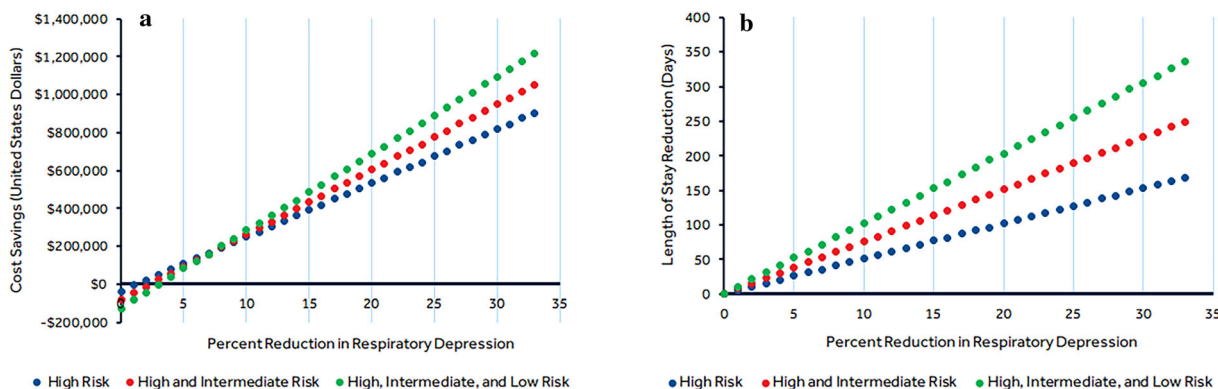 a
Cost Savings (United States Dollars)
$1,400,000
$1,200,000
$1,000,000
$800,000
$600,000
$400,000
$200,000
$0
-$200,000
0 5 10 15 20 25 30 35
Percent Reduction in Respiratory Depression
High Risk High and Intermediate Risk High, Intermediate, and Low Risk
b
Length of Stay Reduction (Days)
400
350
300
250
200
150
100
50
0
0 5 10 15 20 25 30 35
Percent Reduction in Respiratory Depression
High Risk High and Intermediate Risk High, Intermediate, and Low Risk